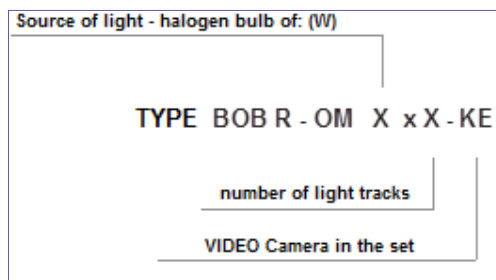 Source of light - halogen bulb of: (W)
TYPE BOB R - OM X x X - KE
number of light tracks
VIDEO Camera in the set